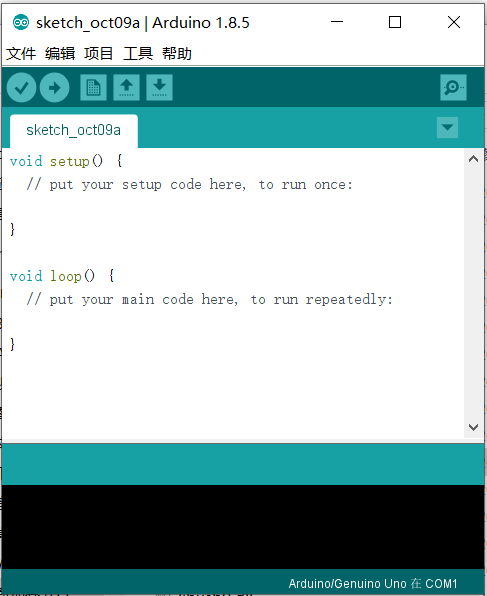 sketch_oct09a | Arduino 1.8.5
文件 编辑 项目 工具 帮助
sketch_oct09a
void setup() {
  // put your setup code here, to run once:
}
void loop() {
  // put your main code here, to run repeatedly:
}
Arduino/Genuino Uno 在 COM1